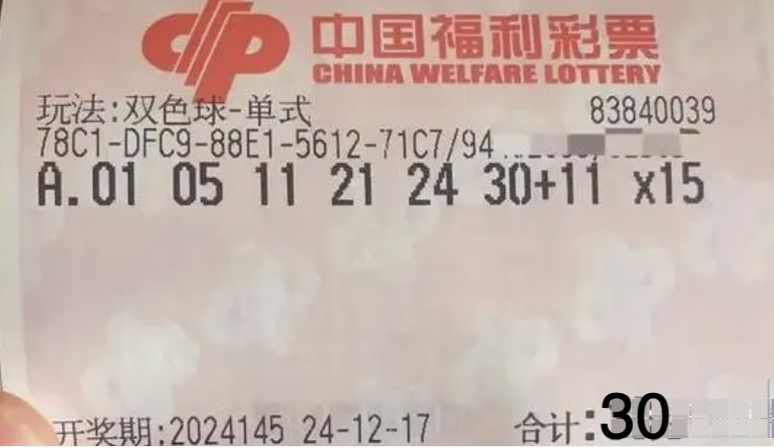 中国福利彩票
CHINA WELFARE LOTTERY
玩法:双色球-单式 83840039
78C1-DFC9-88E1-5612-71C7/94
A.01 05 11 21 24 30+11 x15
开奖期:2024145 24-12-17 合计:30